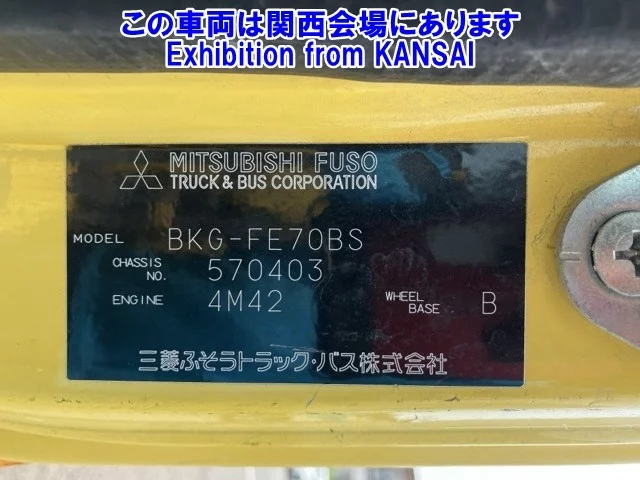 この車両は関西会場にあります
Exhibition from KANSAI
MITSUBISHI FUSO
TRUCK & BUS CORPORATION
MODEL BKG-FE70BS
CHASSIS NO. 570403
ENGINE 4M42 WHEEL BASE B
三菱ふそうトラック・バス株式会社